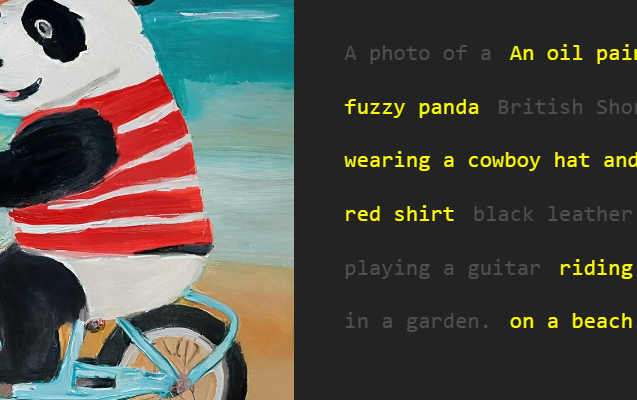 A photo of a An oil
fuzzy panda British
wearing a cowboy hat and
red shirt black leather
playing a guitar riding
in a garden. on a beach